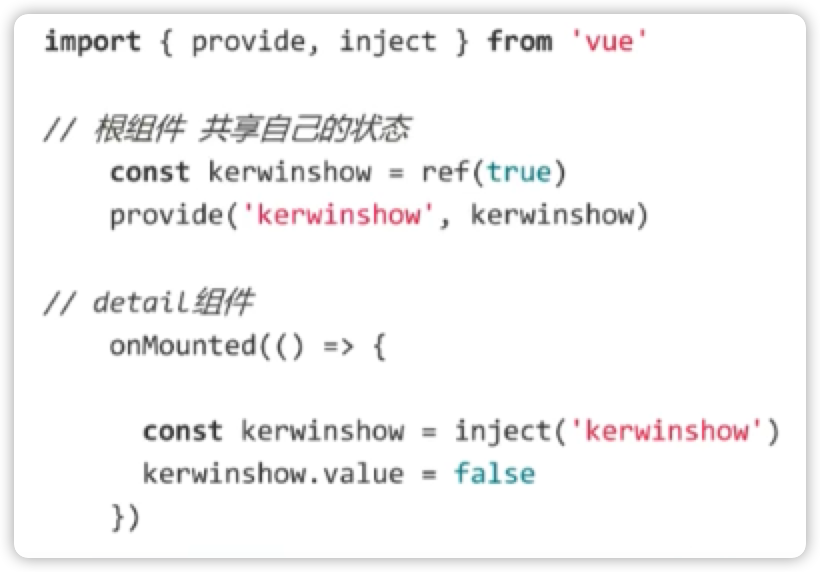 import { provide, inject } from 'vue'
// 根组件 共享自己的状态
const kerwinshow = ref(true)
provide('kerwinshow', kerwinshow)
// detail组件
onMounted(() => {
const kerwinshow = inject('kerwinshow')
kerwinshow.value = false
})